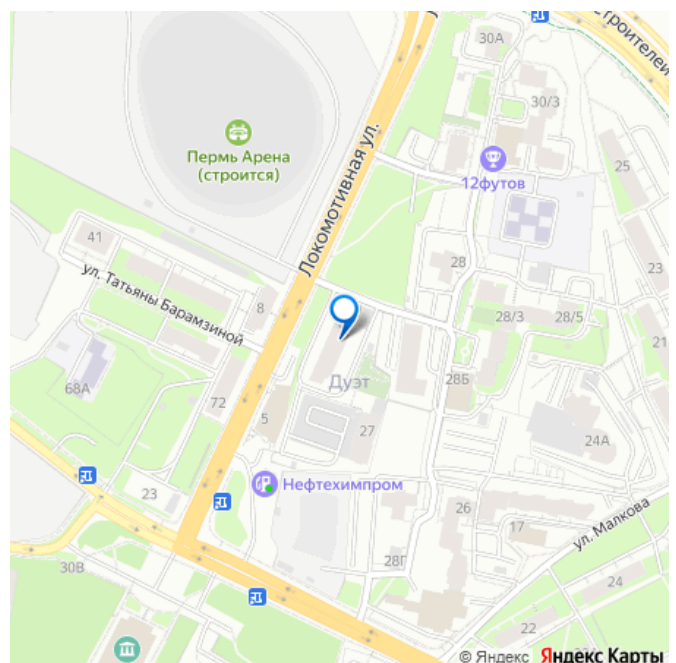 30А
Строителей
30/3
Пермь Арена
(строится)
Локомотивная ул.
12футов
25
41
28
23
ул. Татьяны Барамзиной
8
28/3
28/5
21
Дуэт
28Б
68А
72
5
27
24А
Нефтехимпром
23
26
17
ул. Малкова
30В
28Г
24
22
© Яндекс Яндекс Карты